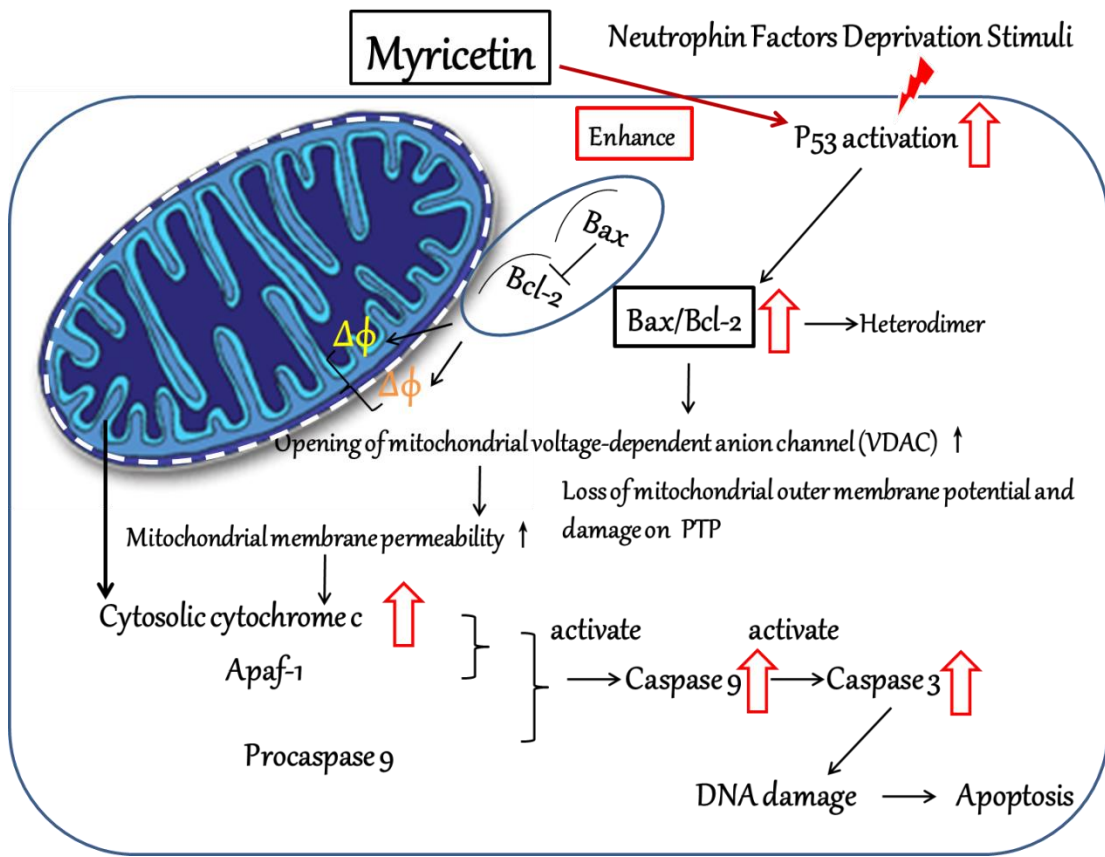 Neutrophin Factors Deprivation Stimuli
Myricetin
Enhance
P53 activation
Bax
Bcl-2
Bax/Bcl-2
Heterodimer
Δϕ
Δϕ
Opening of mitochondrial voltage-dependent anion channel (VDAC) ↑
Loss of mitochondrial outer membrane potential and
damage on PTP
Mitochondrial membrane permeability ↑
Cytosolic cytochrome c
Apaf-1
Procaspase 9
activate
activate
Caspase 9
Caspase 3
DNA damage
Apoptosis